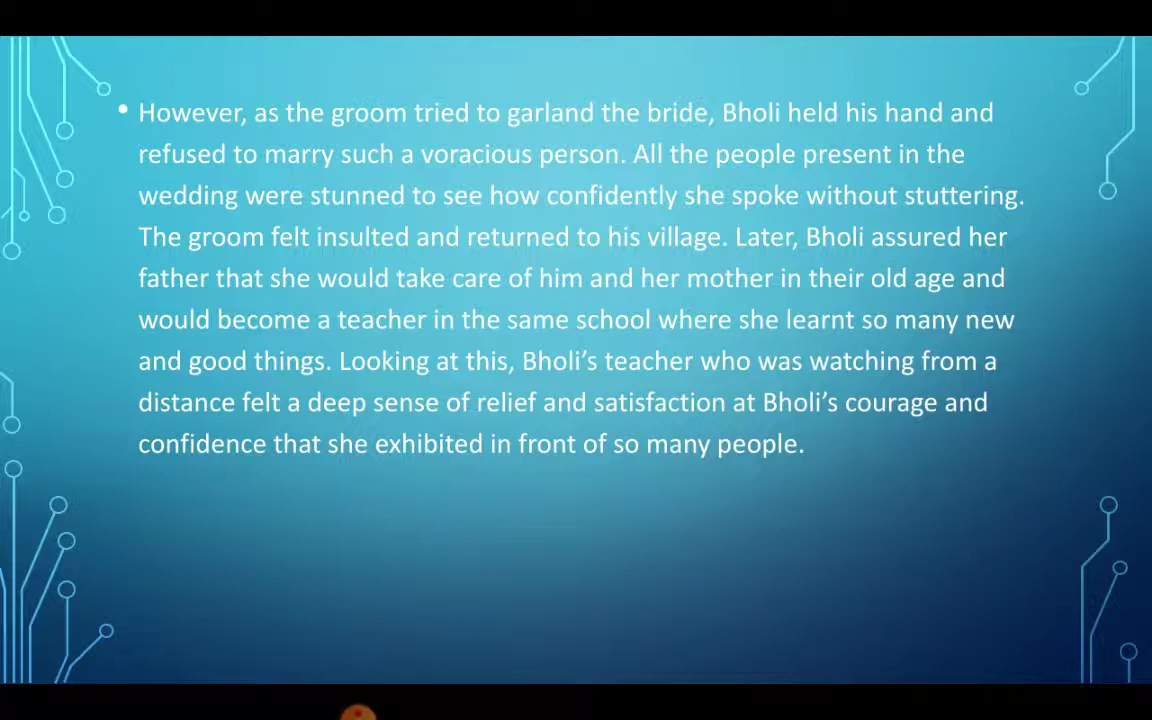 • However, as the groom tried to garland the bride, Bholi held his hand and
refused to marry such a voracious person. All the people present in the
wedding were stunned to see how confidently she spoke without stuttering.
The groom felt insulted and returned to his village. Later, Bholi assured her
father that she would take care of him and her mother in their old age and
would become a teacher in the same school where she learnt so many new
and good things. Looking at this, Bholi’s teacher who was watching from a
distance felt a deep sense of relief and satisfaction at Bholi’s courage and
confidence that she exhibited in front of so many people.